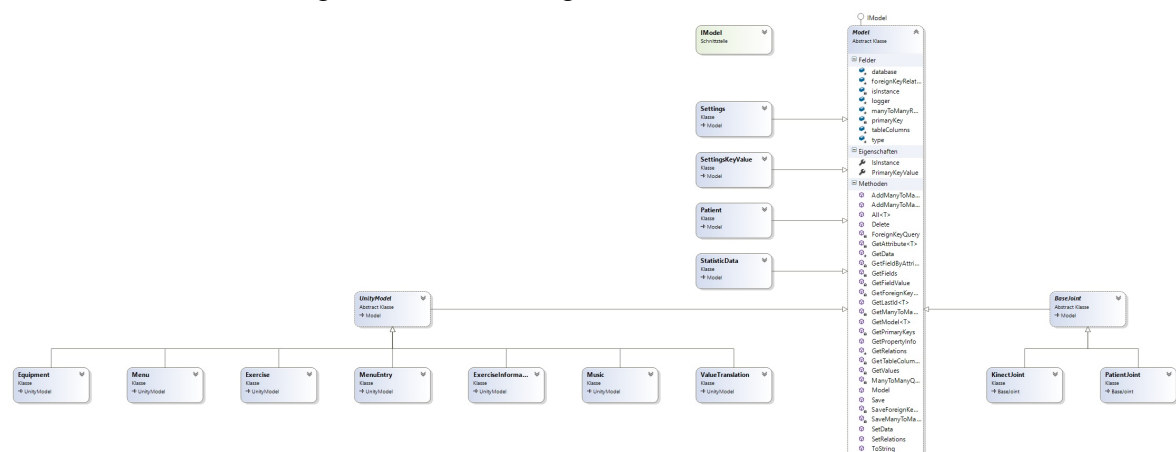 IModel
IModel
Schnittstelle
Model
Abstract Klasse
Felder
database
foreignKeyRelat...
isInstance
logger
manyToManyR...
primaryKey
tableColumns
type
Eigenschaften
IsInstance
PrimaryKeyValue
Methoden
AddManyToMa...
AddManyToMa...
All<T>
Delete
ForeignKeyQuery
GetAttribute<T>
GetData
GetFieldByAttri...
GetFields
GetFieldValue
GetForeignKey...
GetLastId<T>
GetManyToMa...
GetModel<T>
GetPrimaryKeys
GetPropertyInfo
GetRelations
GetTableColum...
GetValues
ManyToManyQ...
Model
Save
SaveForeignKe...
SaveManyToMa...
SetData
SetRelations
ToString
Settings
Klasse
→ Model
SettingsKeyValue
Klasse
→ Model
Patient
Klasse
→ Model
StatisticData
Klasse
→ Model
UnityModel
Abstract Klasse
→ Model
BaseJoint
Abstract Klasse
→ Model
Equipment
Klasse
→ UnityModel
Menu
Klasse
→ UnityModel
Exercise
Klasse
→ UnityModel
MenuEntry
Klasse
→ UnityModel
ExerciseInforma...
Klasse
→ UnityModel
Music
Klasse
→ UnityModel
ValueTranslation
Klasse
→ UnityModel
KinectJoint
Klasse
→ BaseJoint
PatientJoint
Klasse
→ BaseJoint